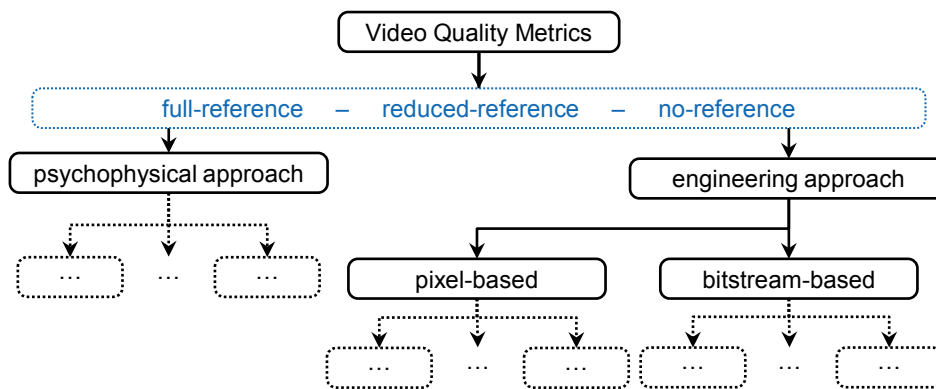 Video Quality Metrics
full-reference – reduced-reference – no-reference
psychophysical approach
engineering approach
... ... ...
pixel-based
bitstream-based
... ... ...
... ... ...